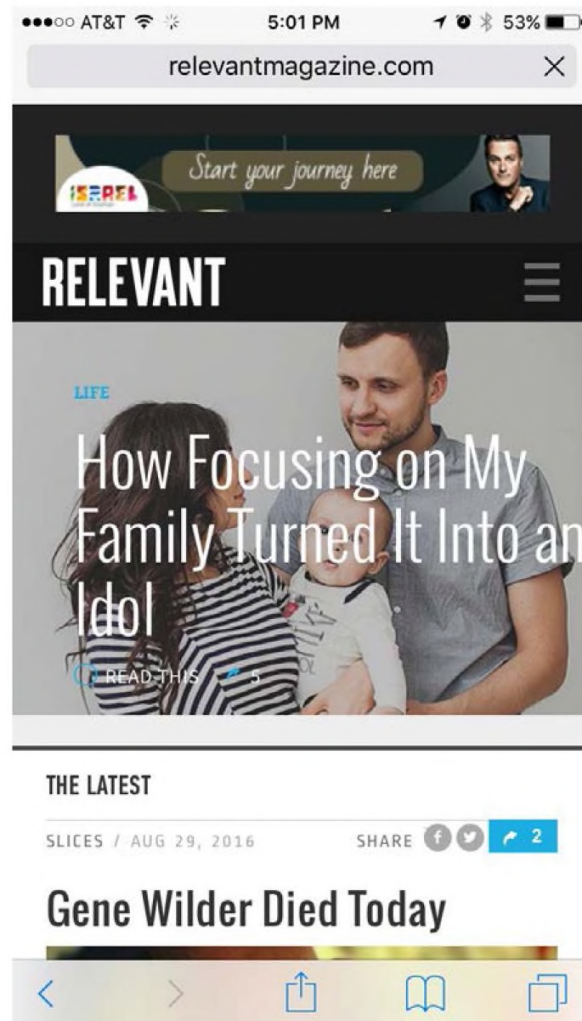 AT&T 5:01 PM 53%
relevantmagazine.com
Start your journey here
ISRAEL
RELEVANT
LIFE
How Focusing on My
Family Turned It Into an
Idol
READ THIS 5
THE LATEST
SLICES / AUG 29, 2016 SHARE 2
Gene Wilder Died Today